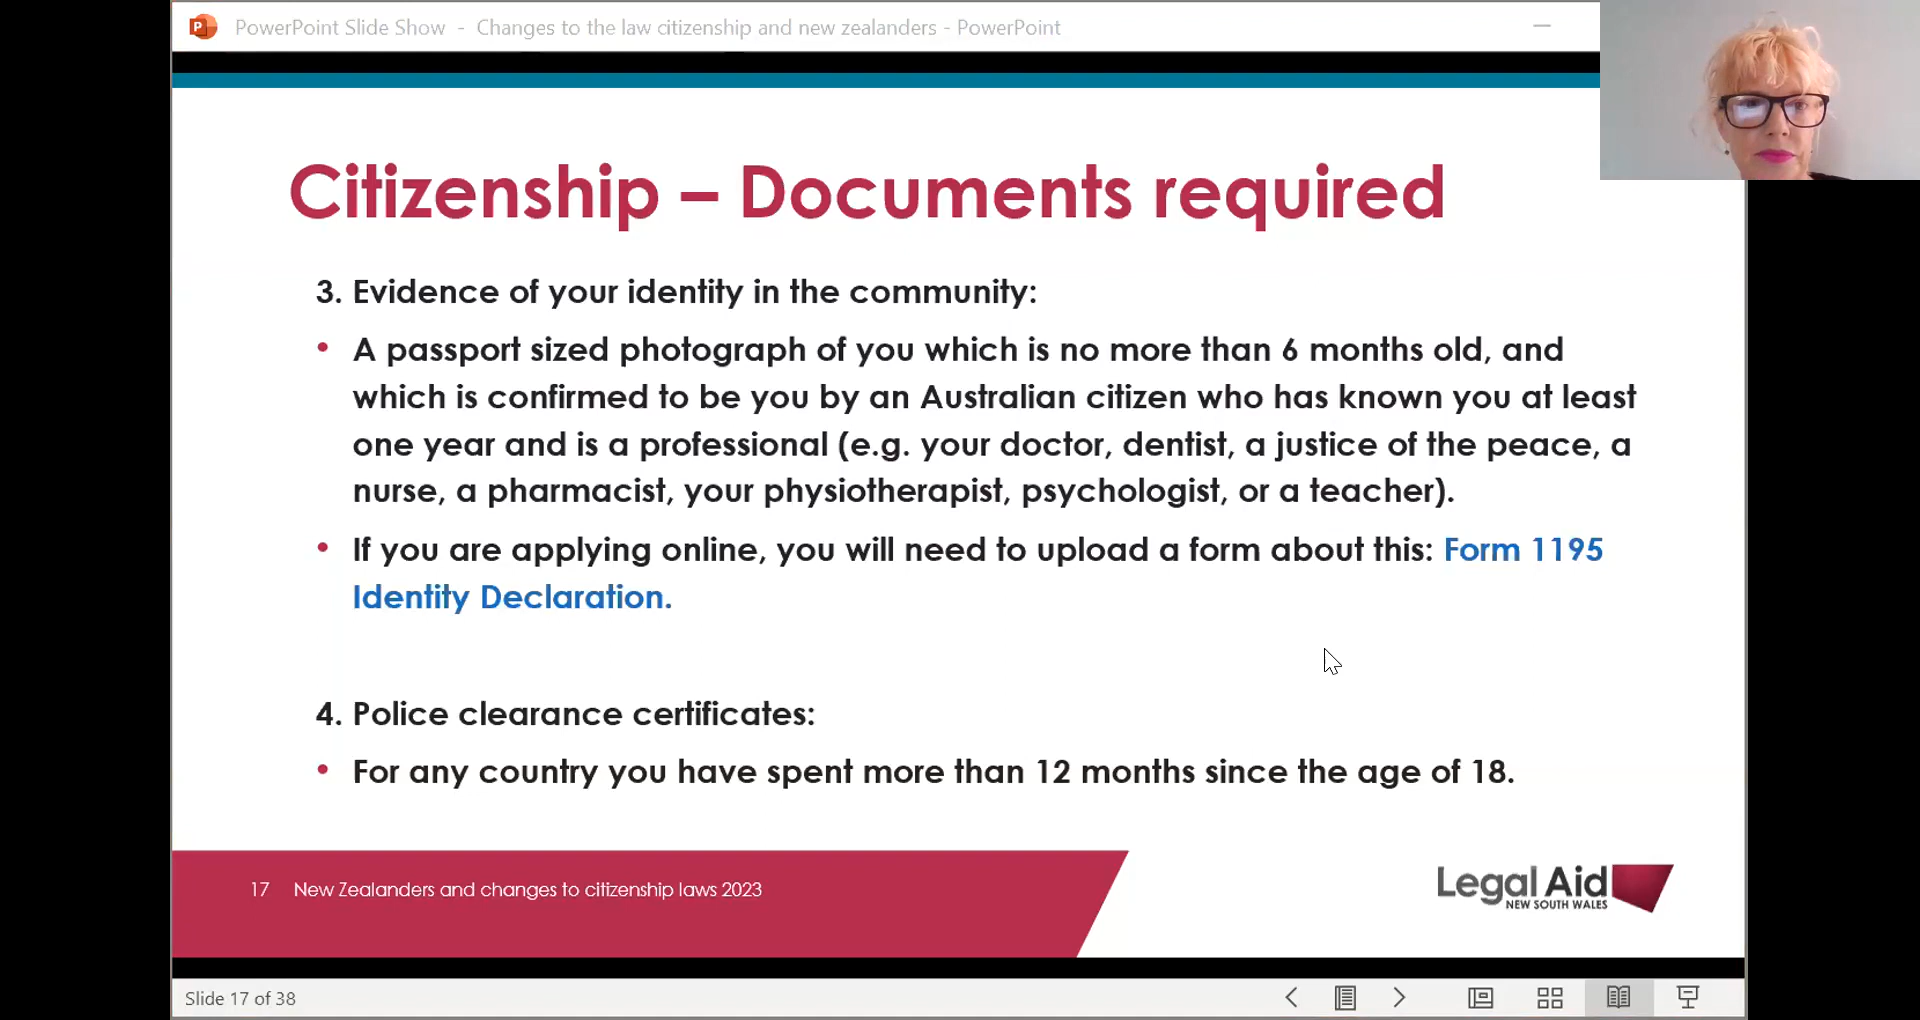 PowerPoint Slide Show - Changes to the law citizenship and new zealanders - PowerPoint
Citizenship – Documents required
3. Evidence of your identity in the community:
• A passport sized photograph of you which is no more than 6 months old, and
which is confirmed to be you by an Australian citizen who has known you at least
one year and is a professional (e.g. your doctor, dentist, a justice of the peace, a
nurse, a pharmacist, your physiotherapist, psychologist, or a teacher).
• If you are applying online, you will need to upload a form about this: Form 1195
Identity Declaration.
4. Police clearance certificates:
• For any country you have spent more than 12 months since the age of 18.
17 New Zealanders and changes to citizenship laws 2023
Legal Aid
NEW SOUTH WALES
Slide 17 of 38